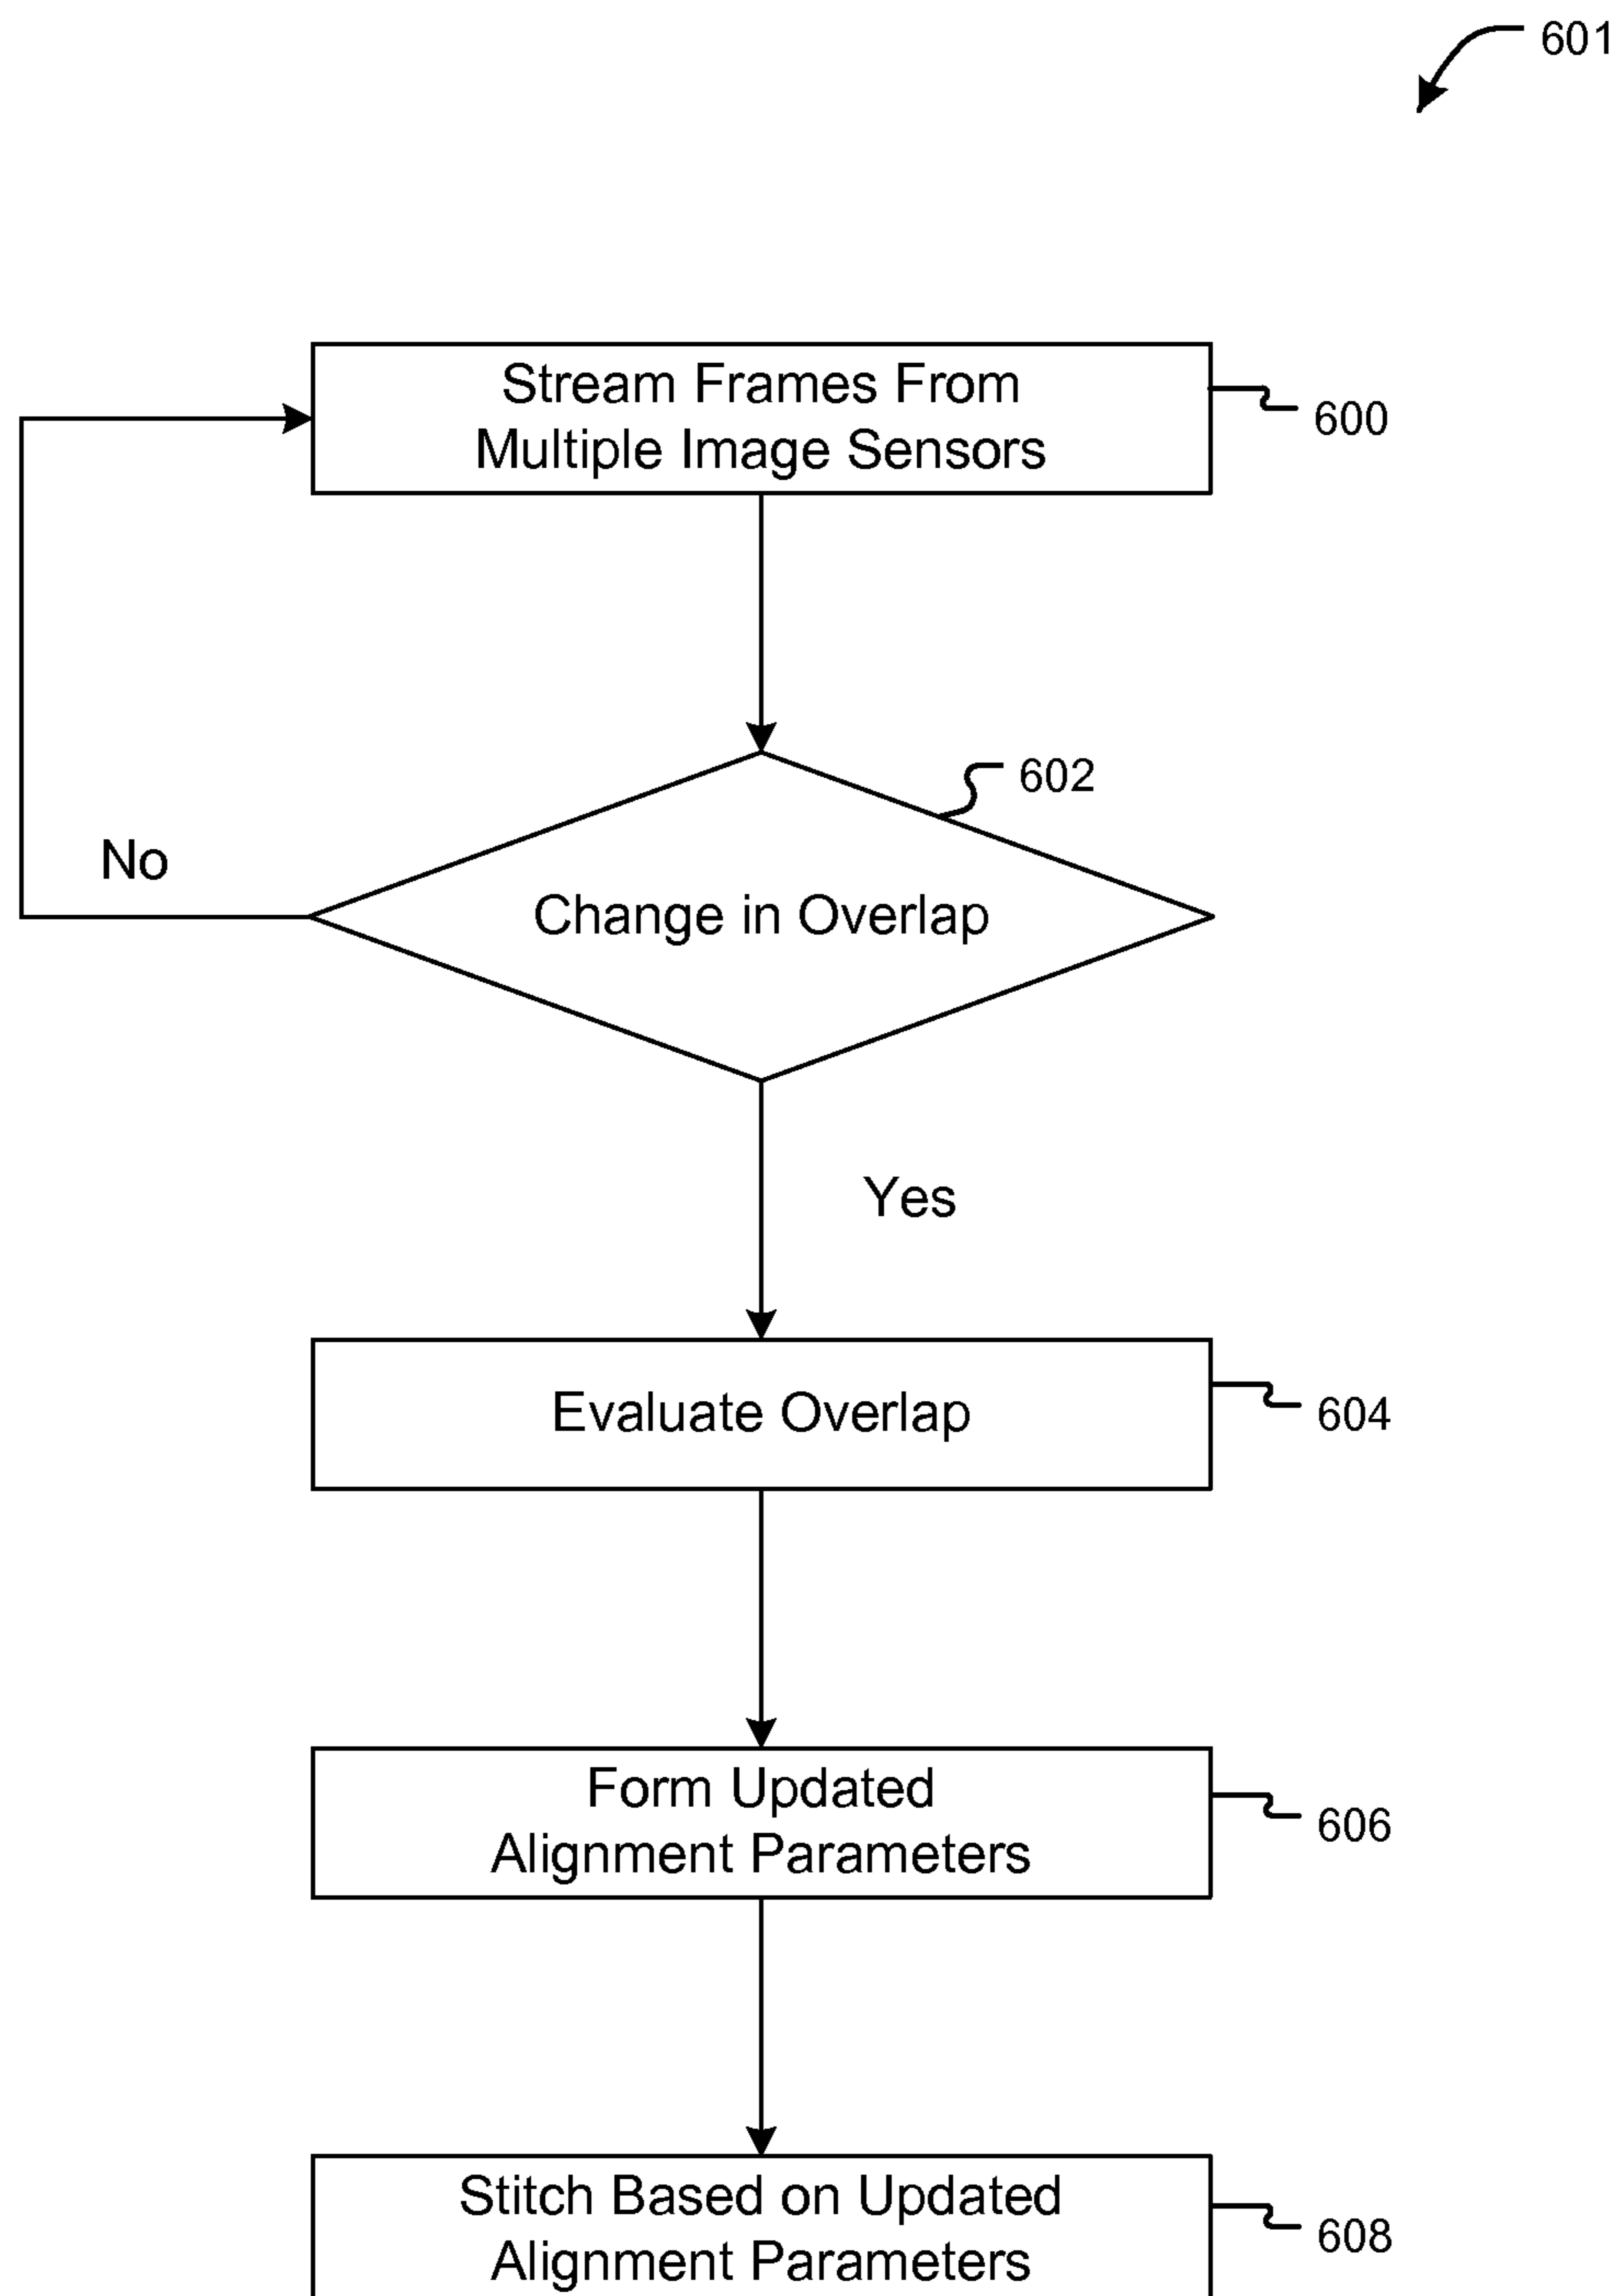 601
Stream Frames From
Multiple Image Sensors
600
602
No
Change in Overlap
Yes
Evaluate Overlap
604
Form Updated
Alignment Parameters
606
Stitch Based on Updated
Alignment Parameters
608